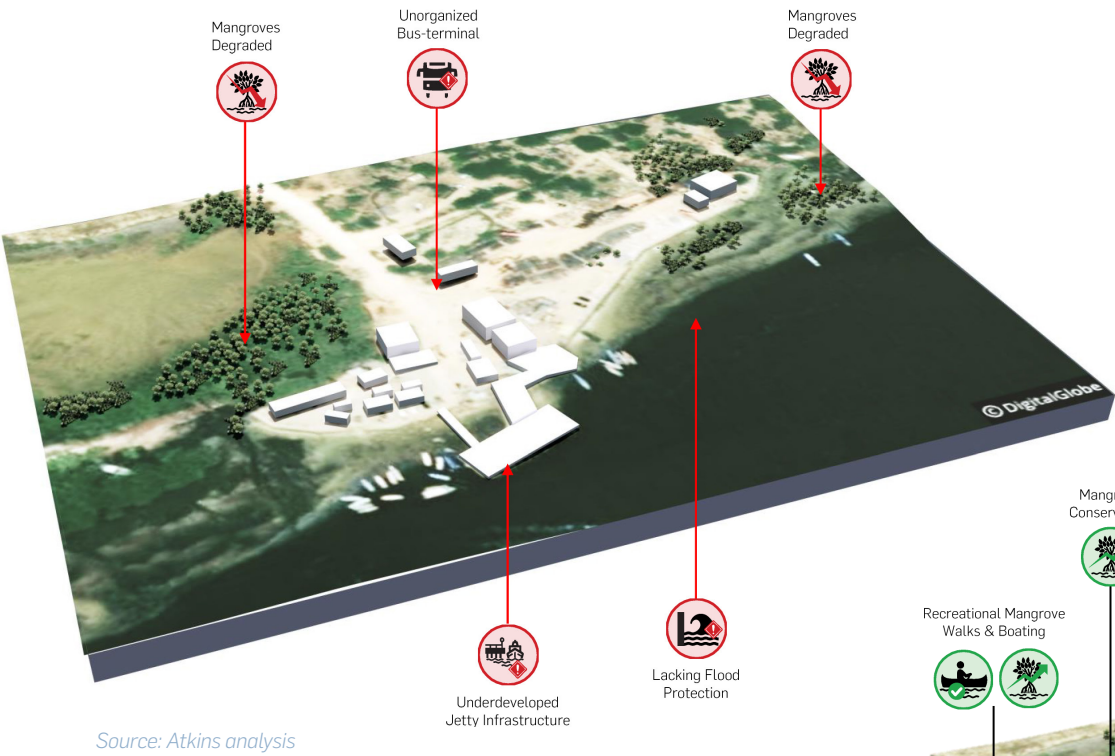 Mangroves
Degraded
Unorganized
Bus-terminal
Mangroves
Degraded
© DigitalGlobe
Recreational Mangrove
Walks & Boating
Underdeveloped
Jetty Infrastructure
Lacking Flood
Protection
Source: Atkins analysis